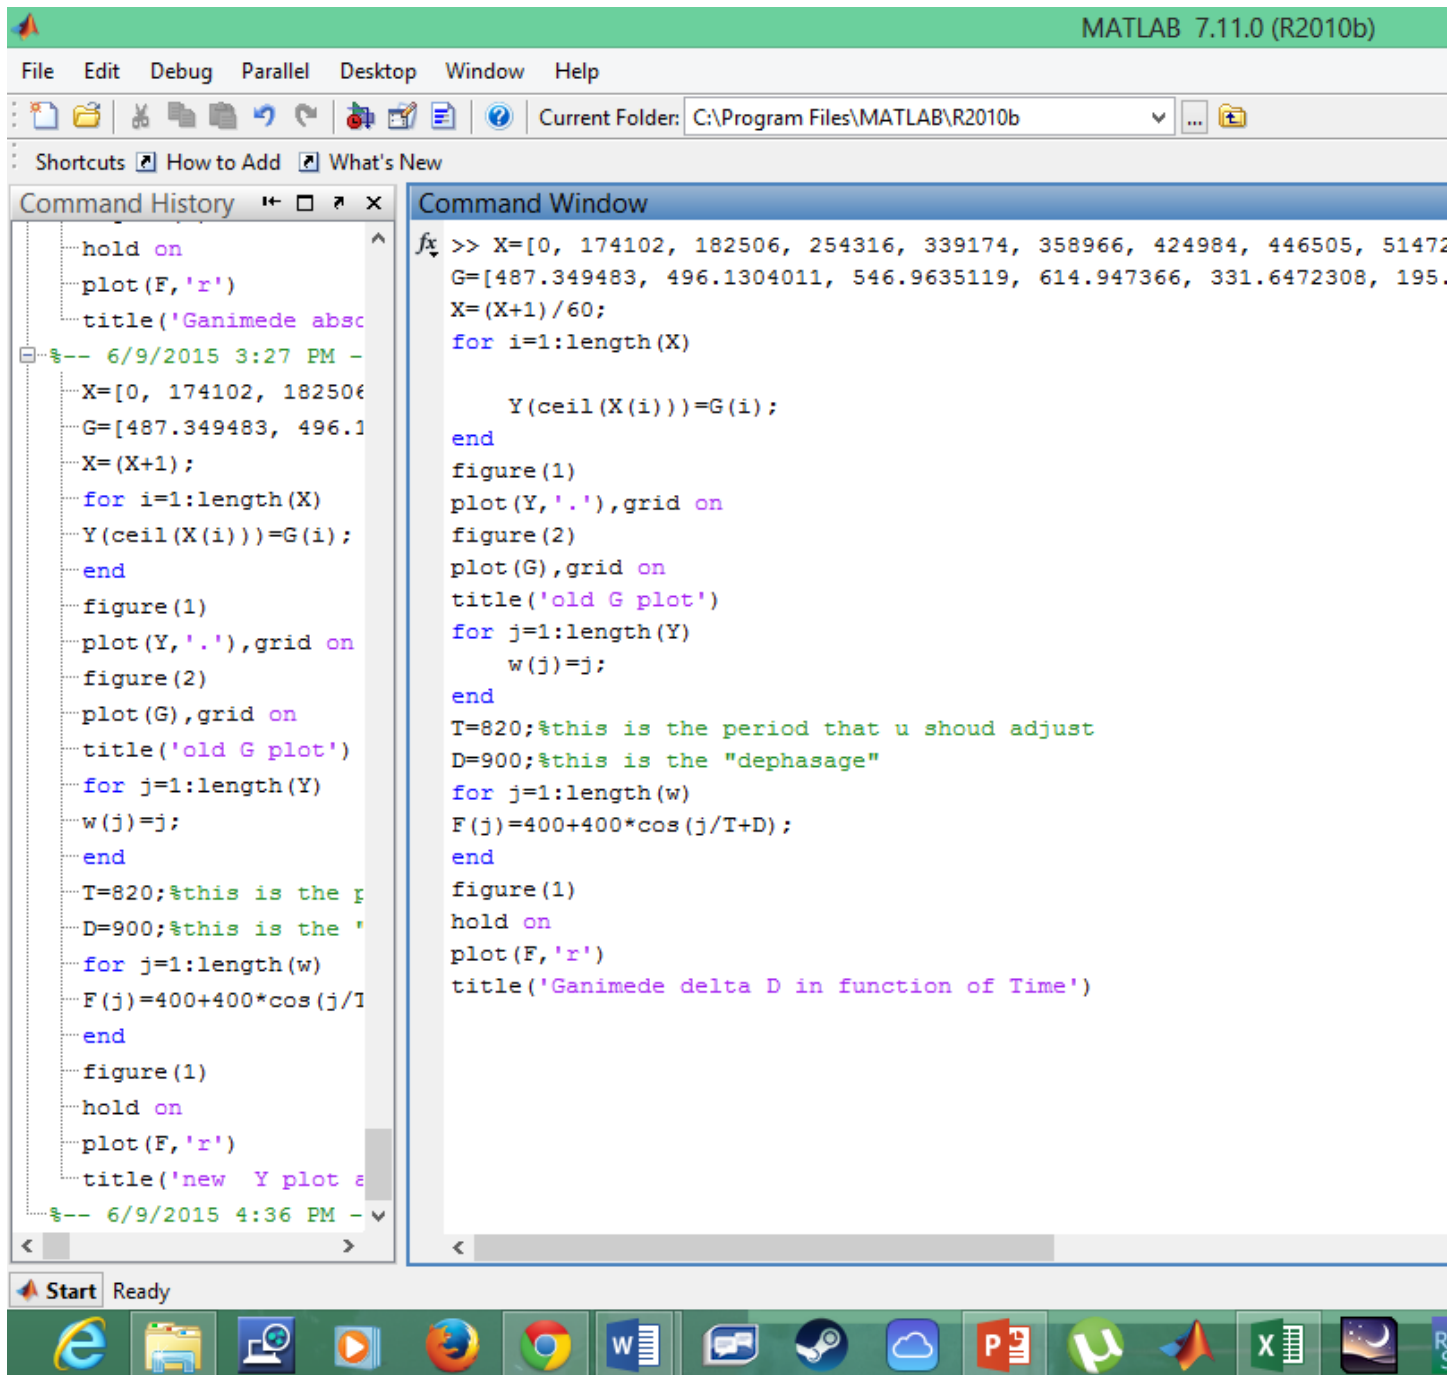 MATLAB 7.11.0 (R2010b)
File Edit Debug Parallel Desktop Window Help
Current Folder: C:\Program Files\MATLAB\R2010b ...
Shortcuts How to Add What's New
Command History
hold on
plot(F,'r')
title('Ganimede abso
%-- 6/9/2015 3:27 PM -
X=[0, 174102, 182506
G=[487.349483, 496.1
X=(X+1);
for i=1:length(X)
Y(ceil(X(i)))=G(i);
end
figure(1)
plot(Y,'.'),grid on
figure(2)
plot(G),grid on
title('old G plot')
for j=1:length(Y)
w(j)=j;
end
T=820;%this is the p
D=900;%this is the "
for j=1:length(w)
F(j)=400+400*cos(j/T
end
figure(1)
hold on
plot(F,'r')
title('new  Y plot a
%-- 6/9/2015 4:36 PM -
Command Window
fx >> X=[0, 174102, 182506, 254316, 339174, 358966, 424984, 446505, 51472
G=[487.349483, 496.1304011, 546.9635119, 614.947366, 331.6472308, 195.
X=(X+1)/60;
for i=1:length(X)
Y(ceil(X(i)))=G(i);
end
figure(1)
plot(Y,'.'),grid on
figure(2)
plot(G),grid on
title('old G plot')
for j=1:length(Y)
w(j)=j;
end
T=820;%this is the period that u shoud adjust
D=900;%this is the "dephasage"
for j=1:length(w)
F(j)=400+400*cos(j/T+D);
end
figure(1)
hold on
plot(F,'r')
title('Ganimede delta D in function of Time')
Start Ready